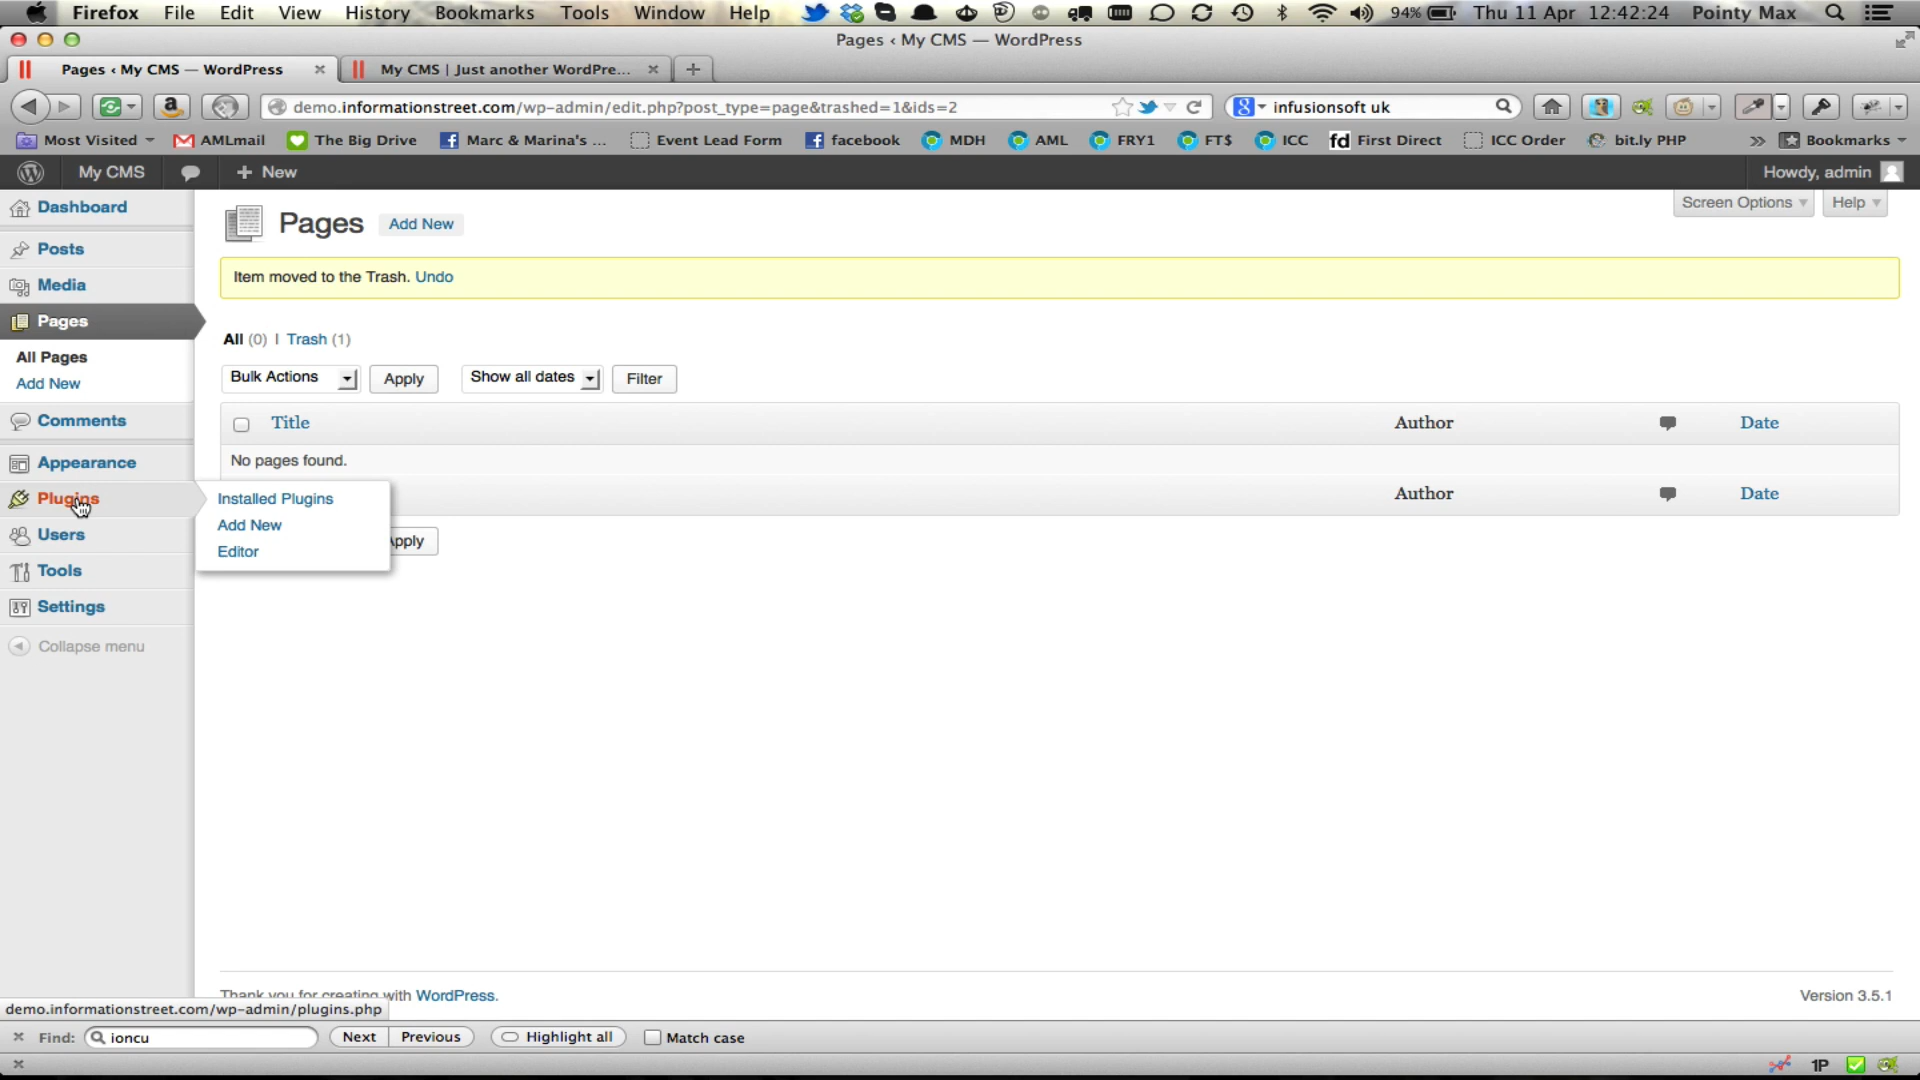 Firefox File Edit View History Bookmarks Tools Window Help 94% Thu 11 Apr 12:42:24 Pointy Max
Pages ‹ My CMS — WordPress
Pages ‹ My CMS — WordPress My CMS | Just another WordPre...
demo.informationstreet.com/wp-admin/edit.php?post_type=page&trashed=1&ids=2 infusionsoft uk
Most Visited AMLmail The Big Drive Marc & Marina's ... Event Lead Form facebook MDH AML FRY1 FT$ ICC fd First Direct ICC Order bit.ly PHP » Bookmarks
My CMS + New Howdy, admin
Dashboard
Screen Options Help
Pages Add New
Posts
Item moved to the Trash. Undo
Media
Pages
All (0) | Trash (1)
All Pages
Bulk Actions Apply Show all dates Filter
Add New
Comments
Title Author Date
Appearance
No pages found.
Plugins
Installed Plugins
Author Date
Add New
Users
Apply
Editor
Tools
Settings
Collapse menu
Thank you for creating with WordPress. Version 3.5.1
demo.informationstreet.com/wp-admin/plugins.php
Find: ioncu Next Previous Highlight all Match case
1P